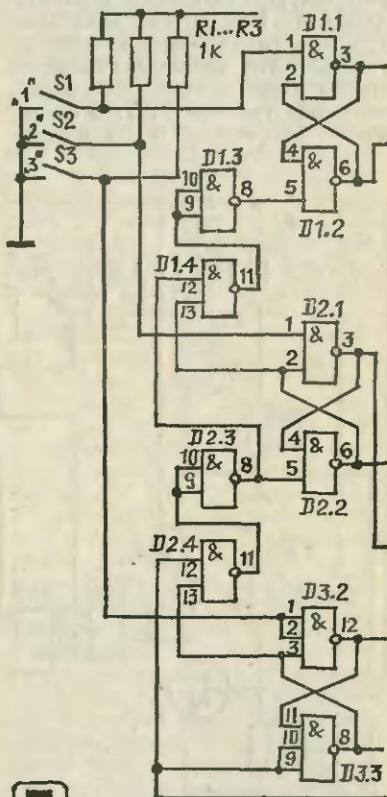 R1...R3
1к
D1.1
1 & 3
2
"1" S1
"2" S2
"3" S3
4 & 6
5
D1.2
D1.3
10 & 8
9
D1.4
12 & 11
13
D2.1
1 & 3
2
4 & 6
5
D2.2
D2.3
10 & 8
9
D2.4
12 & 11
13
D3.2
1 & 12
2
3
11 & 8
10
9
D3.3